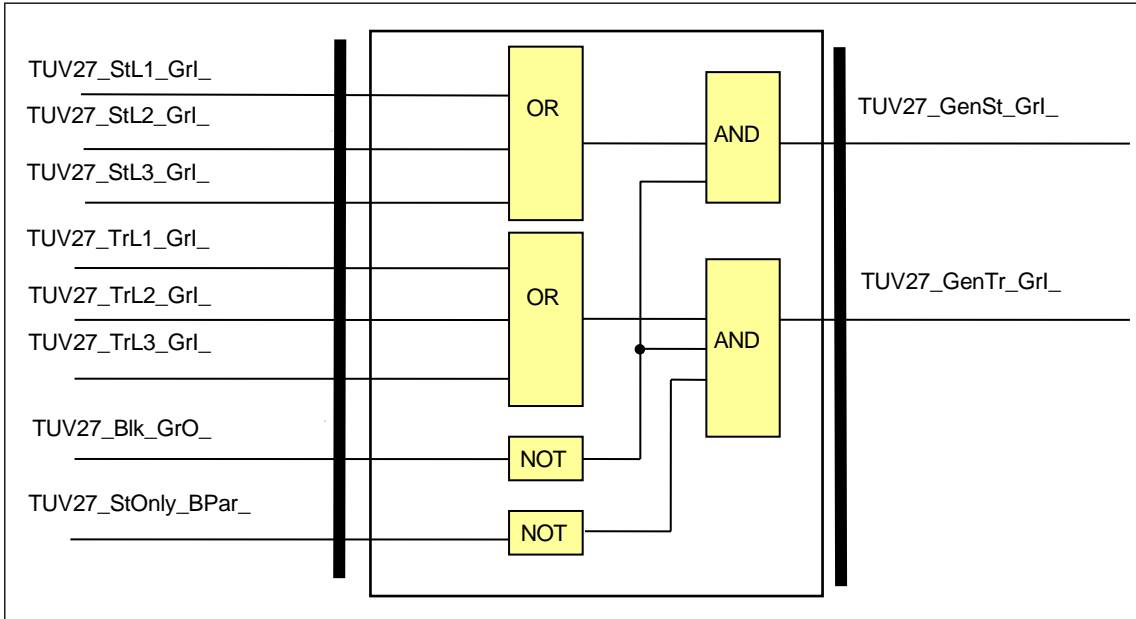 TUV27_StL1_GrI_
TUV27_StL2_GrI_
TUV27_StL3_GrI_
TUV27_TrL1_GrI_
TUV27_TrL2_GrI_
TUV27_TrL3_GrI_
TUV27_Blk_GrO_
TUV27_StOnly_BPar_
OR
OR
NOT
NOT
AND
AND
TUV27_GenSt_GrI_
TUV27_GenTr_GrI_